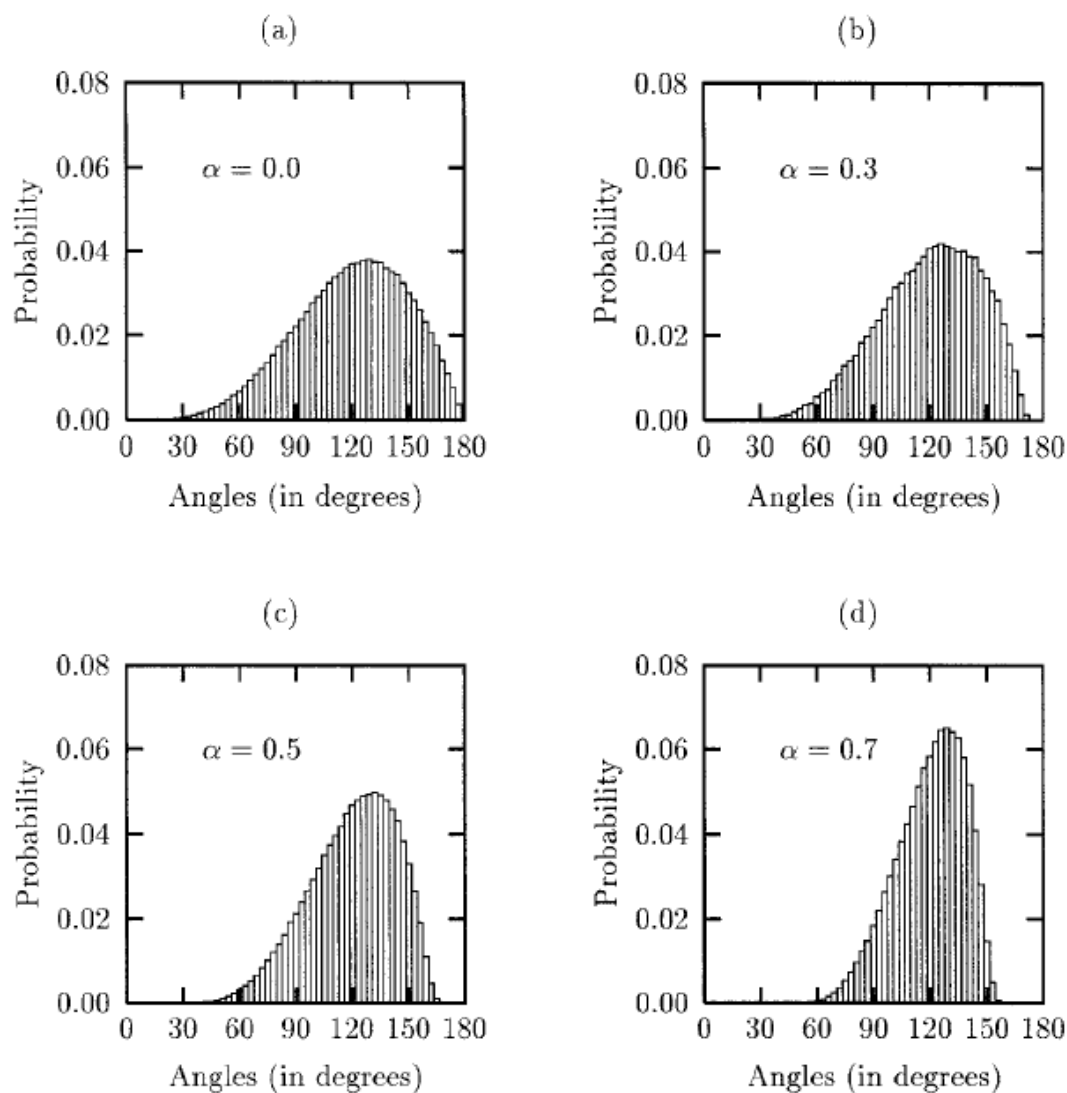 (a)
Probability
0.08
0.06
0.04
0.02
0.00
α = 0.0
0 30 60 90 120 150 180
Angles (in degrees)
(b)
Probability
0.08
0.06
0.04
0.02
0.00
α = 0.3
0 30 60 90 120 150 180
Angles (in degrees)
(c)
Probability
0.08
0.06
0.04
0.02
0.00
α = 0.5
0 30 60 90 120 150 180
Angles (in degrees)
(d)
Probability
0.08
0.06
0.04
0.02
0.00
α = 0.7
0 30 60 90 120 150 180
Angles (in degrees)